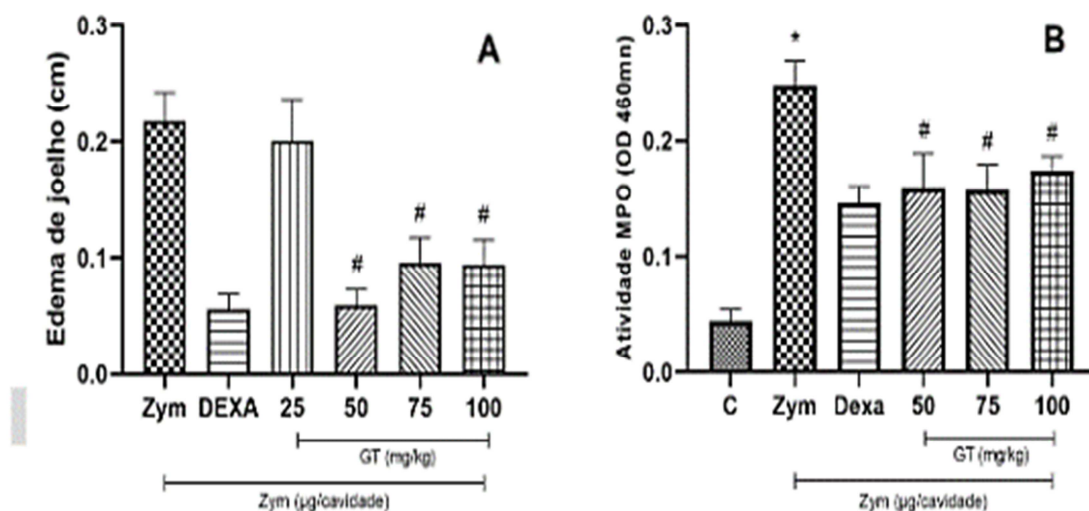 A
Edema de joelho (cm)
0.3
0.2
0.1
0.0
#
#
#
Zym DEXA 25 50 75 100
GT (mg/kg)
Zym (µg/cavidade)
B
Atividade MPO (OD 460mn)
0.3
0.2
0.1
0.0
*
#
#
#
C Zym Dexa 50 75 100
GT (mg/kg)
Zym (µg/cavidade)